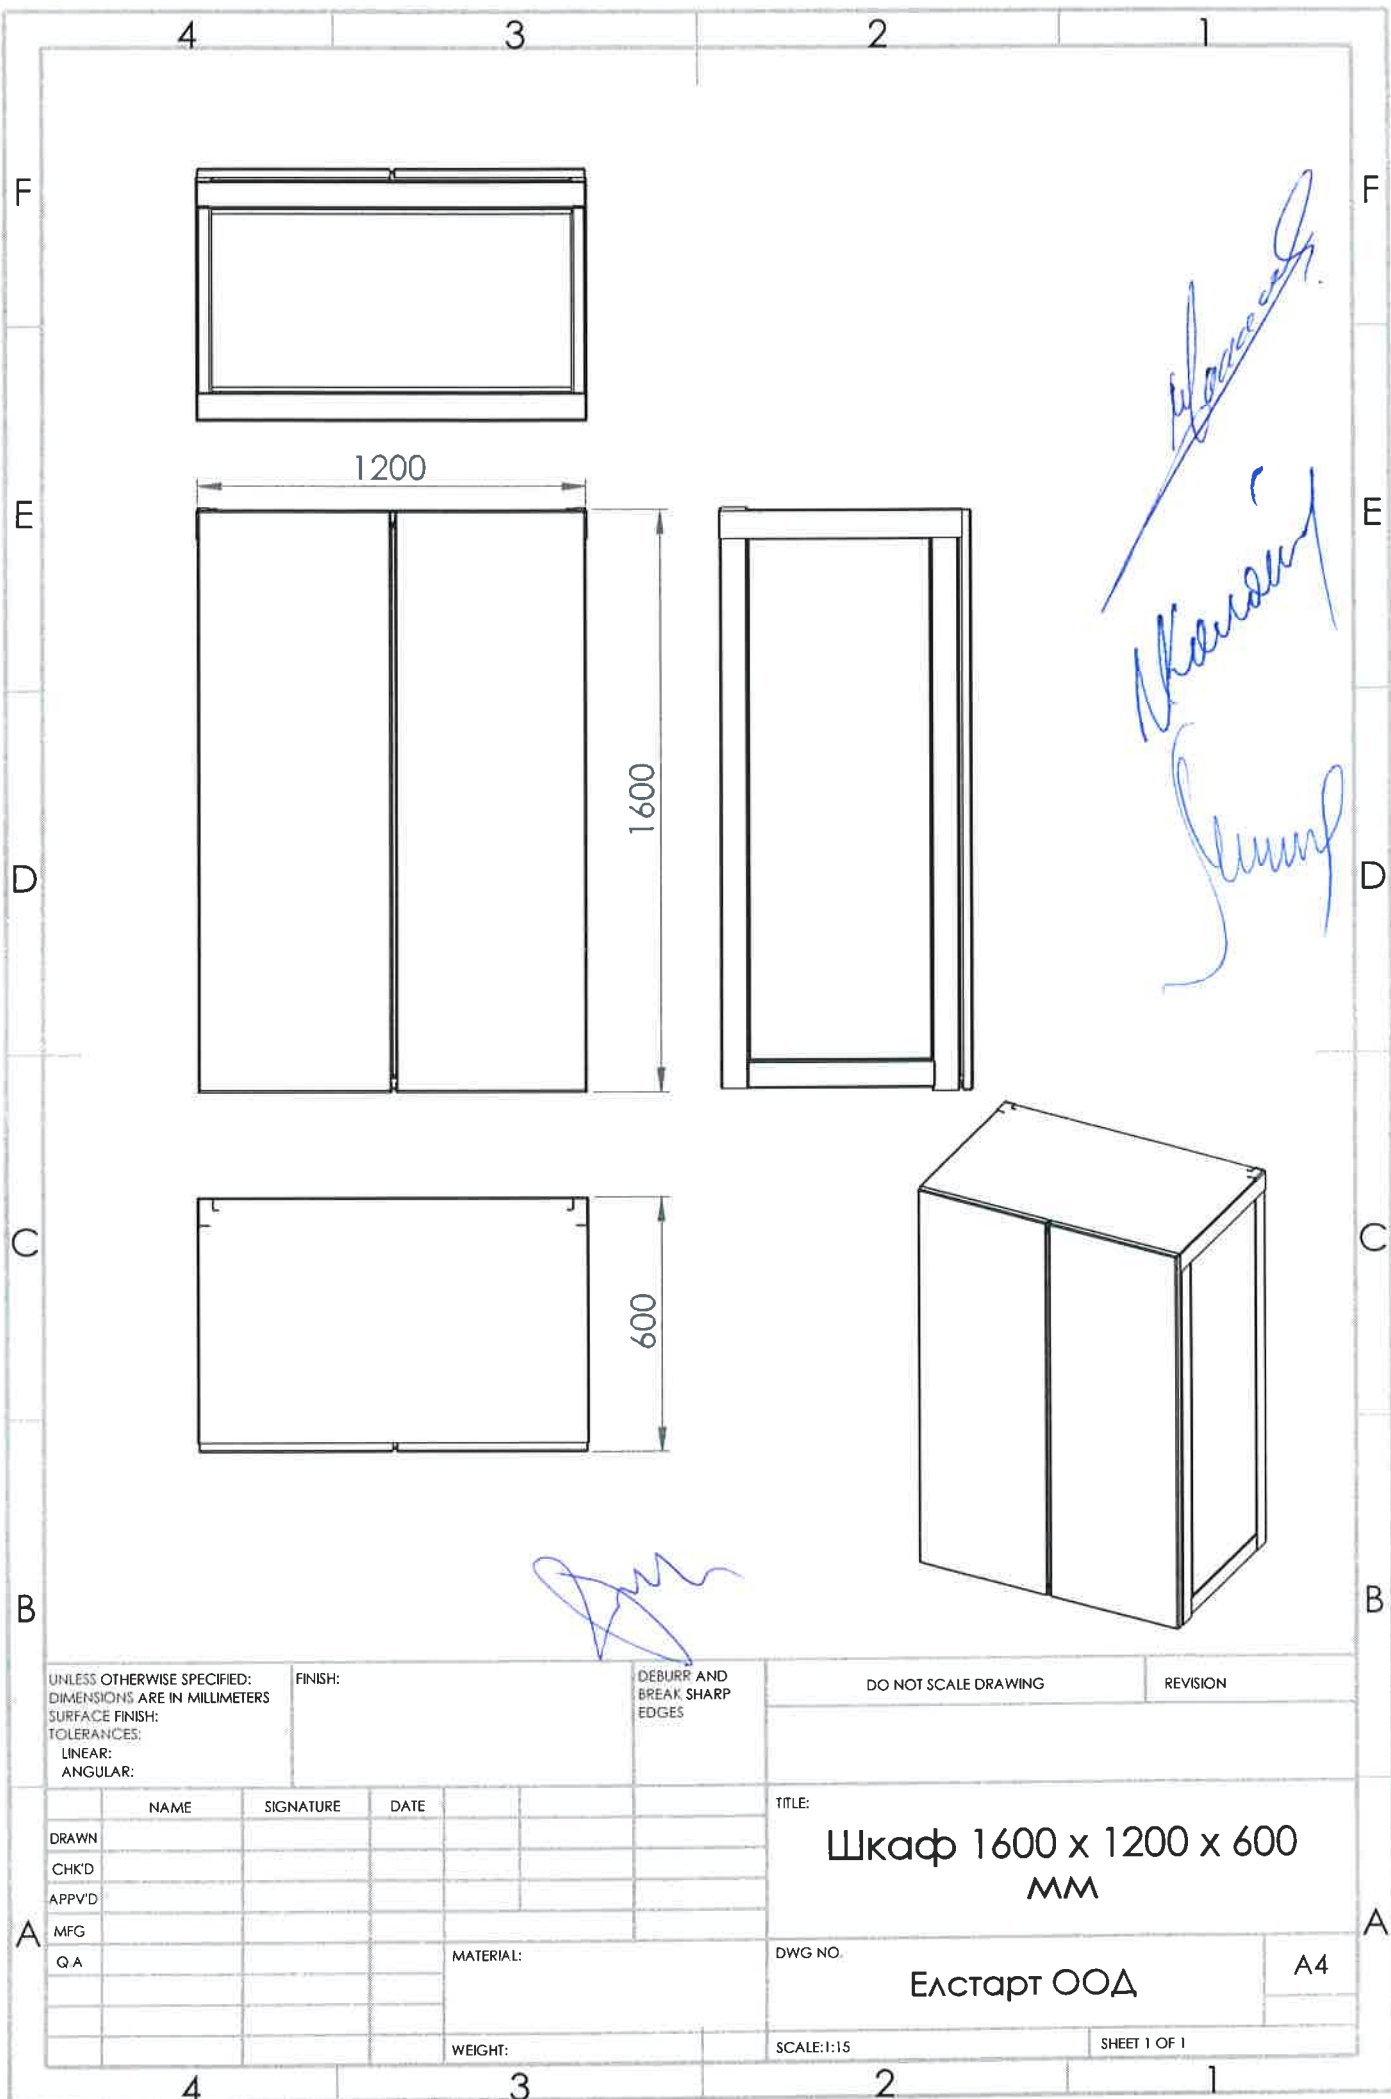 4 3 2 1
F F
1200
E E
1600
D D
C C
600
B B
UNLESS OTHERWISE SPECIFIED:
DIMENSIONS ARE IN MILLIMETERS
SURFACE FINISH:
TOLERANCES:
LINEAR:
ANGULAR:
FINISH:
DEBURR AND
BREAK SHARP
EDGES
DO NOT SCALE DRAWING
REVISION
NAME SIGNATURE DATE
DRAWN
CHK'D
APPV'D
MFG
Q.A
TITLE:
Шкаф 1600 x 1200 x 600
мм
A A
MATERIAL:
DWG NO.
Елстарт ООД
A4
WEIGHT:
SCALE:1:15
SHEET 1 OF 1
4 3 2 1